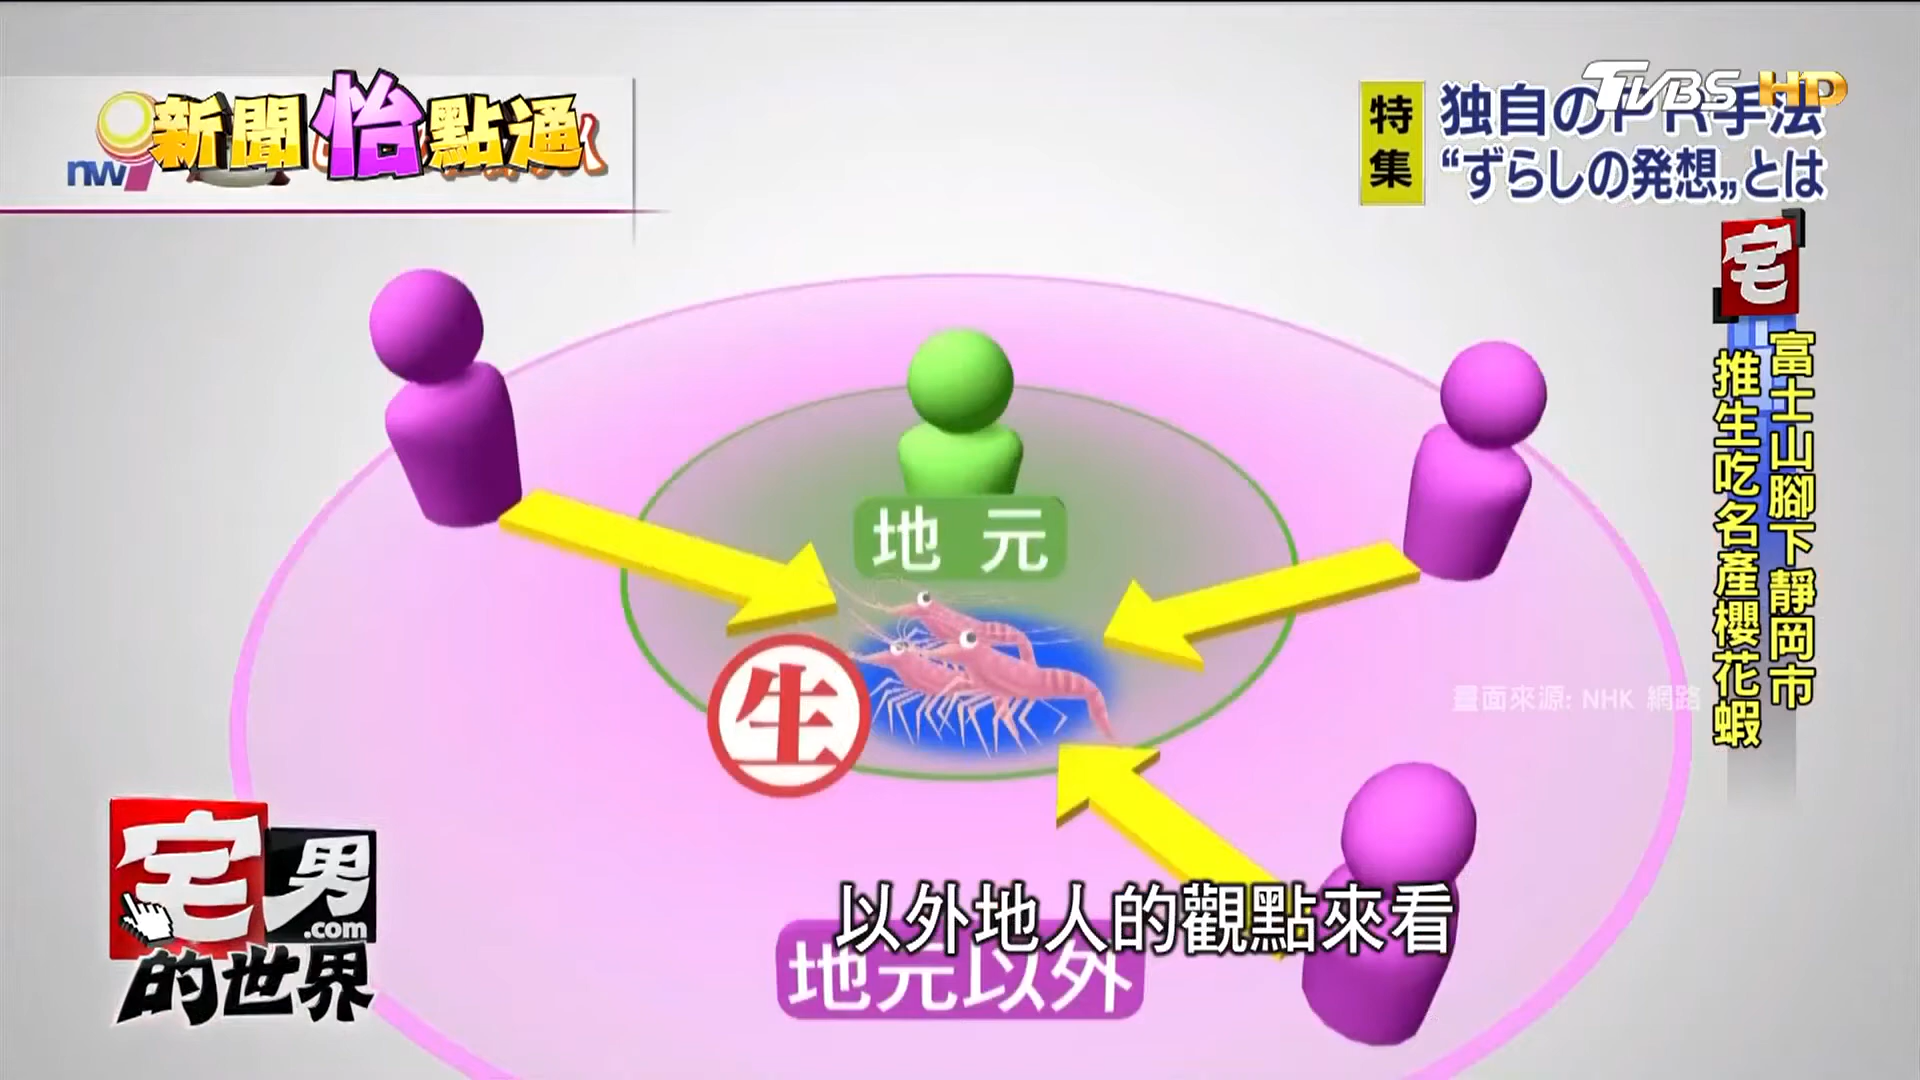 新聞怡點通
nw
特集
独自のPR手法
“ずらしの発想„とは
TVBS HD
宅
富士山腳下靜岡市
推生吃名產櫻花蝦
地元
生
畫面來源: NHK 網路
宅男
.com
的世界
以外地人的觀點來看
地元以外